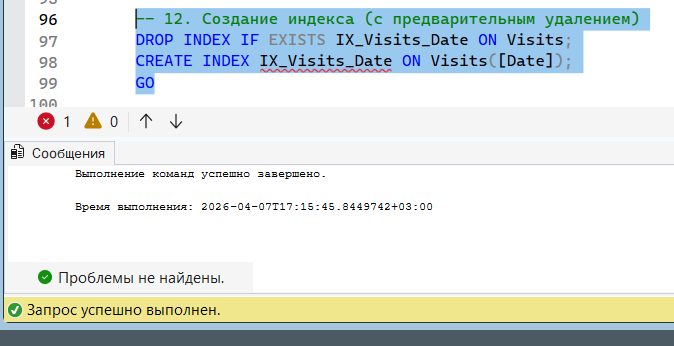 96 -- 12. Создание индекса (с предварительным удалением)
97 DROP INDEX IF EXISTS IX_Visits_Date ON Visits;
98 CREATE INDEX IX_Visits_Date ON Visits([Date]);
99 GO
100
1 0
Сообщения
Выполнение команд успешно завершено.
Время выполнения: 2026-04-07T17:15:45.8449742+03:00
Проблемы не найдены.
Запрос успешно выполнен.